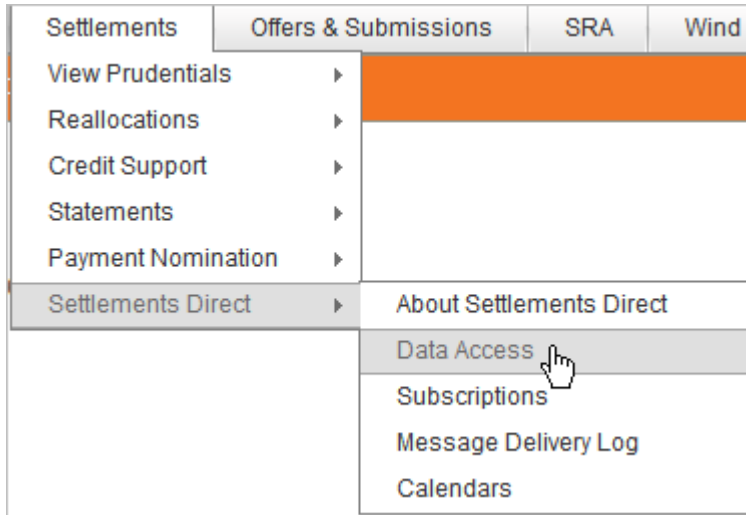 Settlements Offers & Submissions SRA Wind
View Prudentials
Reallocations
Credit Support
Statements
Payment Nomination
Settlements Direct About Settlements Direct
Data Access
Subscriptions
Message Delivery Log
Calendars